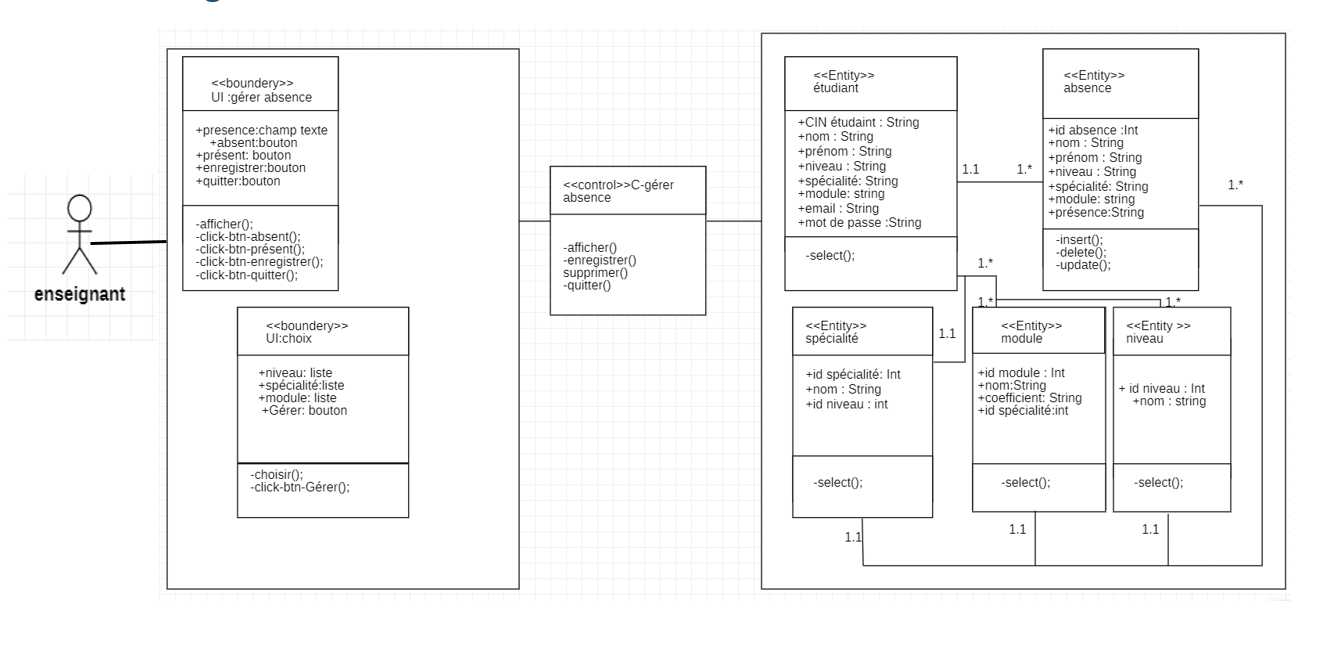 enseignant
<<boundery>>
UI :gérer absence
+presence:champ texte
+absent:bouton
+présent: bouton
+enregistrer:bouton
+quitter:bouton
-afficher();
-click-btn-absent();
-click-btn-présent();
-click-btn-enregistrer();
-click-btn-quitter();
<<boundery>>
UI:choix
+niveau: liste
+spécialité:liste
+module: liste
+Gérer: bouton
-choisir();
-click-btn-Gérer();
<<control>>C-gérer
absence
-afficher()
-enregistrer()
supprimer()
-quitter()
<<Entity>>
étudiant
+CIN étudaint : String
+nom : String
+prénom : String
+niveau : String
+spécialité: String
+module: string
+email : String
+mot de passe :String
-select();
1.1
1.*
<<Entity>>
absence
+id absence :Int
+nom : String
+prénom : String
+niveau : String
+spécialité: String
+module: string
+présence:String
-insert();
-delete();
-update();
1.*
1.*
1.*
1.*
1.1
<<Entity>>
spécialité
+id spécialité: Int
+nom : String
+id niveau : int
-select();
<<Entity>>
module
+id module : Int
+nom:String
+coefficient: String
+id spécialité:int
-select();
<<Entity >>
niveau
+ id niveau : Int
+nom : string
-select();
1.1
1.1
1.1